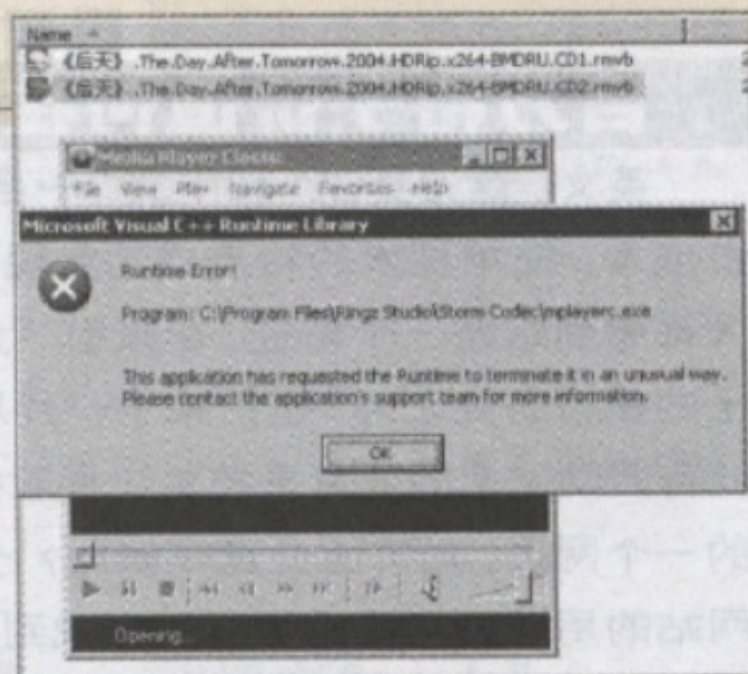 Name
《后天》.The.Day.After.Tomorrow.2004.HDRip.x264-BMDRU.CD1.rmvb
《后天》.The.Day.After.Tomorrow.2004.HDRip.x264-BMDRU.CD2.rmvb
Media Player Classic
File View Play Navigate Favorites Help
Microsoft Visual C++ Runtime Library
Runtime Error!
Program: C:\Program Files\Ringz Studio\Storm Codec\mplayerc.exe
This application has requested the Runtime to terminate it in an unusual way.
Please contact the application's support team for more information.
OK
Opening...